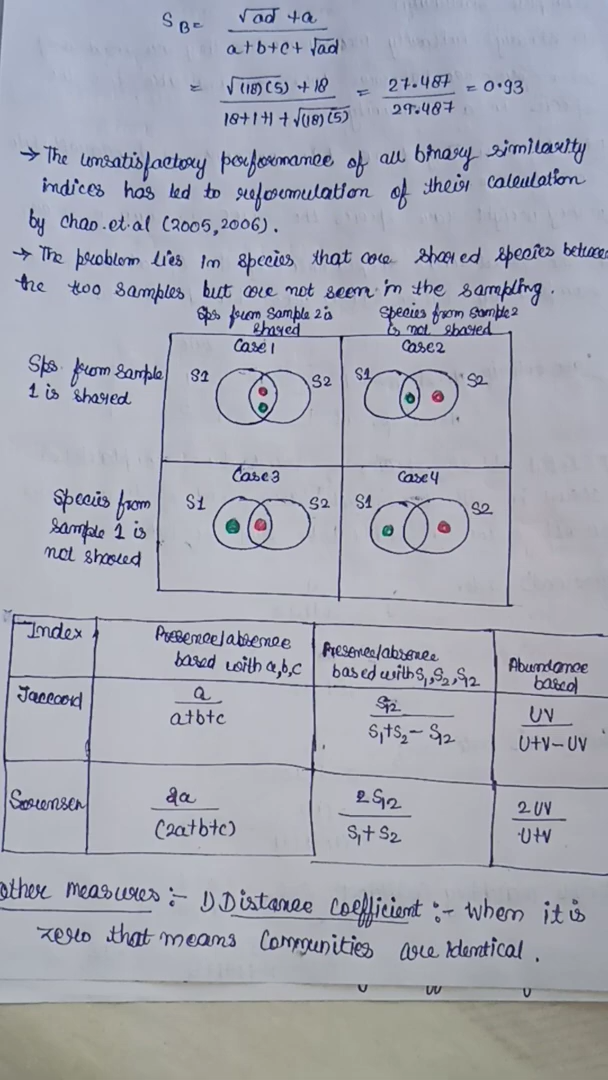 S_B = (√ad + a) / (a+b+c+√ad)
= (√(18)(5) + 18) / (18+1+1+√(18)(5)) = 27.487 / 29.487 = 0.93
→ The unsatisfactory performance of all binary similarity
indices has led to reformulation of their calculation
by chao.et.al (2005,2006).
→ The problem lies in species that are shared species between
the two samples but are not seen in the sampling.
Sps from sample 2 is shared
Species from sample 2 is not shared
Sps from sample
1 is shared
Case 1
S1 S2
Case 2
S1 S2
Species from
sample 1 is
not shared
Case 3
S1 S2
Case 4
S1 S2
Index
Presence/absence
based with a,b,c
Presence/absence
based with S₁,S₂,S₁₂
Abundance
based
Jaccord
a / (a+b+c)
S₁₂ / (S₁+S₂-S₁₂)
UV / (U+V-UV)
Sorensen
2a / (2a+b+c)
2S₁₂ / (S₁+S₂)
2UV / (U+V)
other measures :- 1) Distance coefficient :- when it is
zero that means communities are identical.